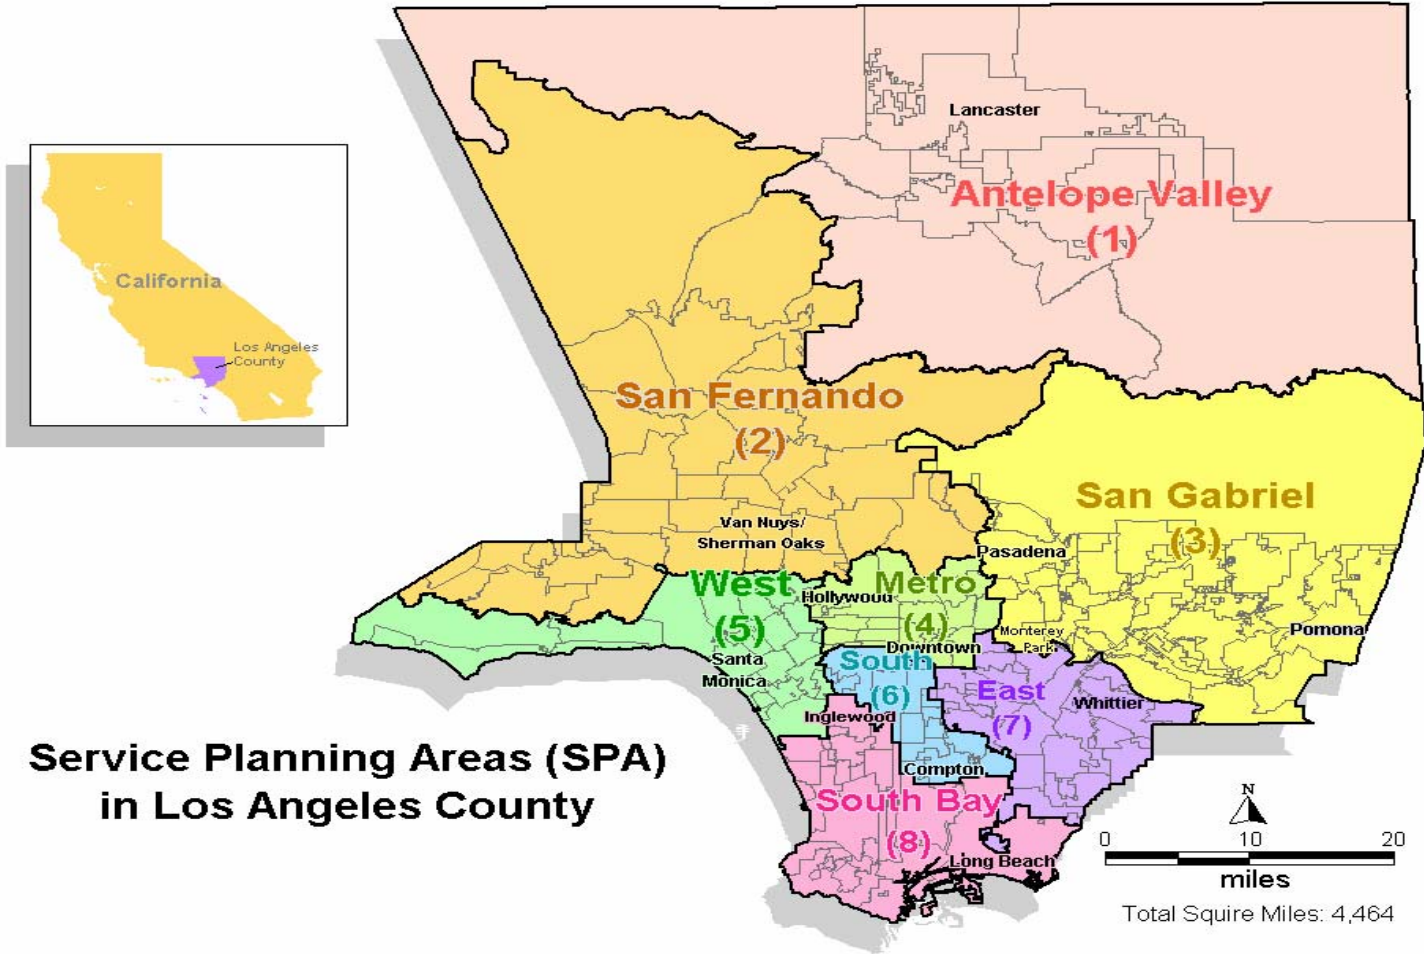 Lancaster
Antelope Valley
(1)
California
Los Angeles
County
San Fernando
(2)
San Gabriel
(3)
Van Nuys/
Sherman Oaks
Pasadena
West
(5)
Hollywood
Metro
(4)
Downtown
Monterey
Park
Pomona
Santa
Monica
South
(6)
East
(7)
Whittier
Inglewood
Compton
South Bay
(8)
Long Beach
Service Planning Areas (SPA)
in Los Angeles County
N
0 10 20
miles
Total Squire Miles: 4,464